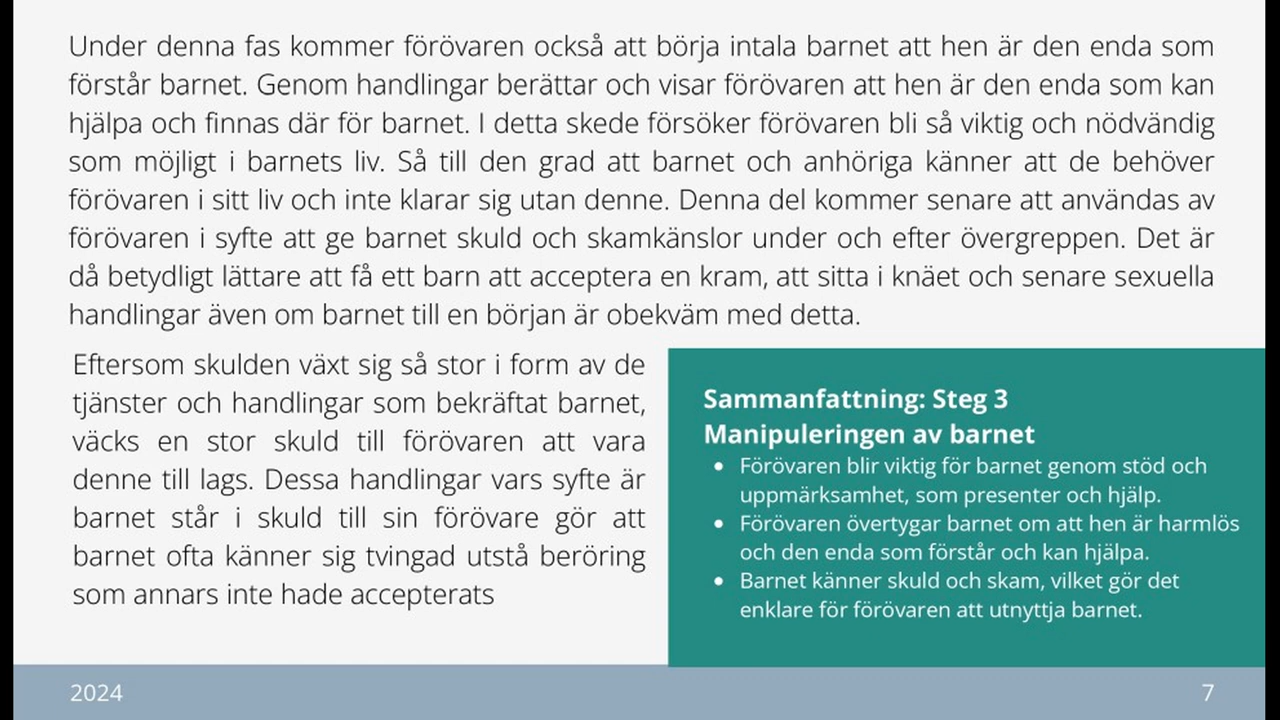 Under denna fas kommer förövaren också att börja intala barnet att hen är den enda som
förstår barnet. Genom handlingar berättar och visar förövaren att hen är den enda som kan
hjälpa och finnas där för barnet. I detta skede försöker förövaren bli så viktig och nödvändig
som möjligt i barnets liv. Så till den grad att barnet och anhöriga känner att de behöver
förövaren i sitt liv och inte klarar sig utan denne. Denna del kommer senare att användas av
förövaren i syfte att ge barnet skuld och skamkänslor under och efter övergreppen. Det är
då betydligt lättare att få ett barn att acceptera en kram, att sitta i knäet och senare sexuella
handlingar även om barnet till en början är obekväm med detta.
Eftersom skulden växt sig så stor i form av de
tjänster och handlingar som bekräftat barnet,
väcks en stor skuld till förövaren att vara
denne till lags. Dessa handlingar vars syfte är
barnet står i skuld till sin förövare gör att
barnet ofta känner sig tvingad utstå beröring
som annars inte hade accepterats
Sammanfattning: Steg 3
Manipuleringen av barnet
• Förövaren blir viktig för barnet genom stöd och
uppmärksamhet, som presenter och hjälp.
• Förövaren övertygar barnet om att hen är harmlös
och den enda som förstår och kan hjälpa.
• Barnet känner skuld och skam, vilket gör det
enklare för förövaren att utnyttja barnet.
2024
7